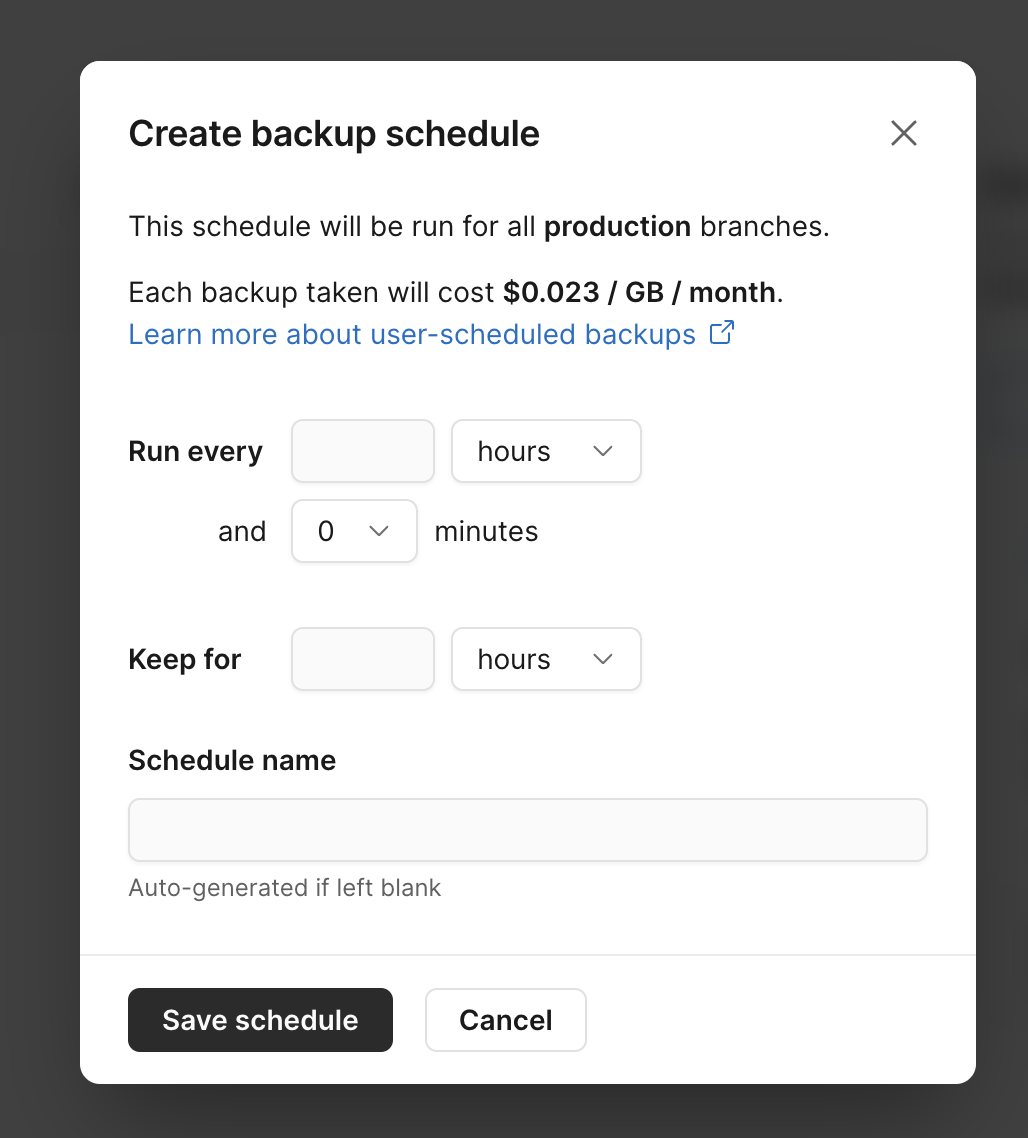 Create backup schedule
This schedule will be run for all production branches.
Each backup taken will cost $0.023 / GB / month.
Learn more about user-scheduled backups
Run every hours
and 0 minutes
Keep for hours
Schedule name
Auto-generated if left blank
Save schedule Cancel